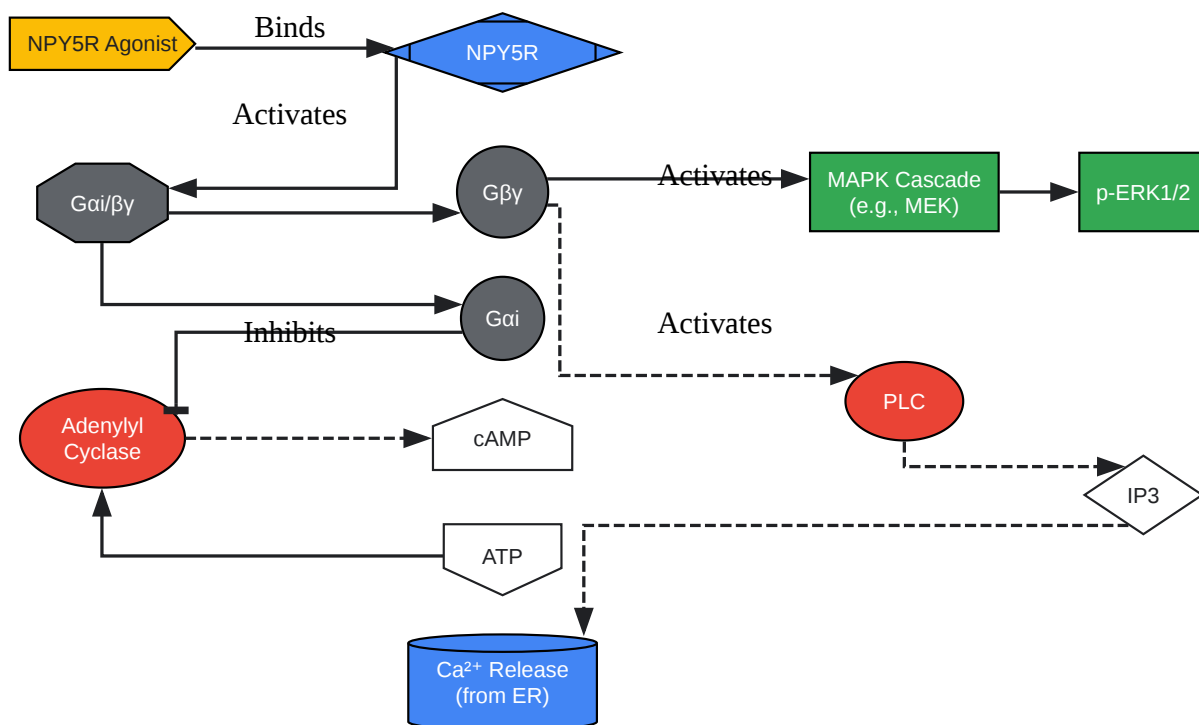 NPY5R Agonist
Binds
NPY5R
Activates
Gαi/βγ
Gβγ
Activates
MAPK Cascade
(e.g., MEK)
p-ERK1/2
Gαi
Inhibits
Activates
PLC
Adenylyl
Cyclase
cAMP
IP3
ATP
Ca²⁺ Release
(from ER)